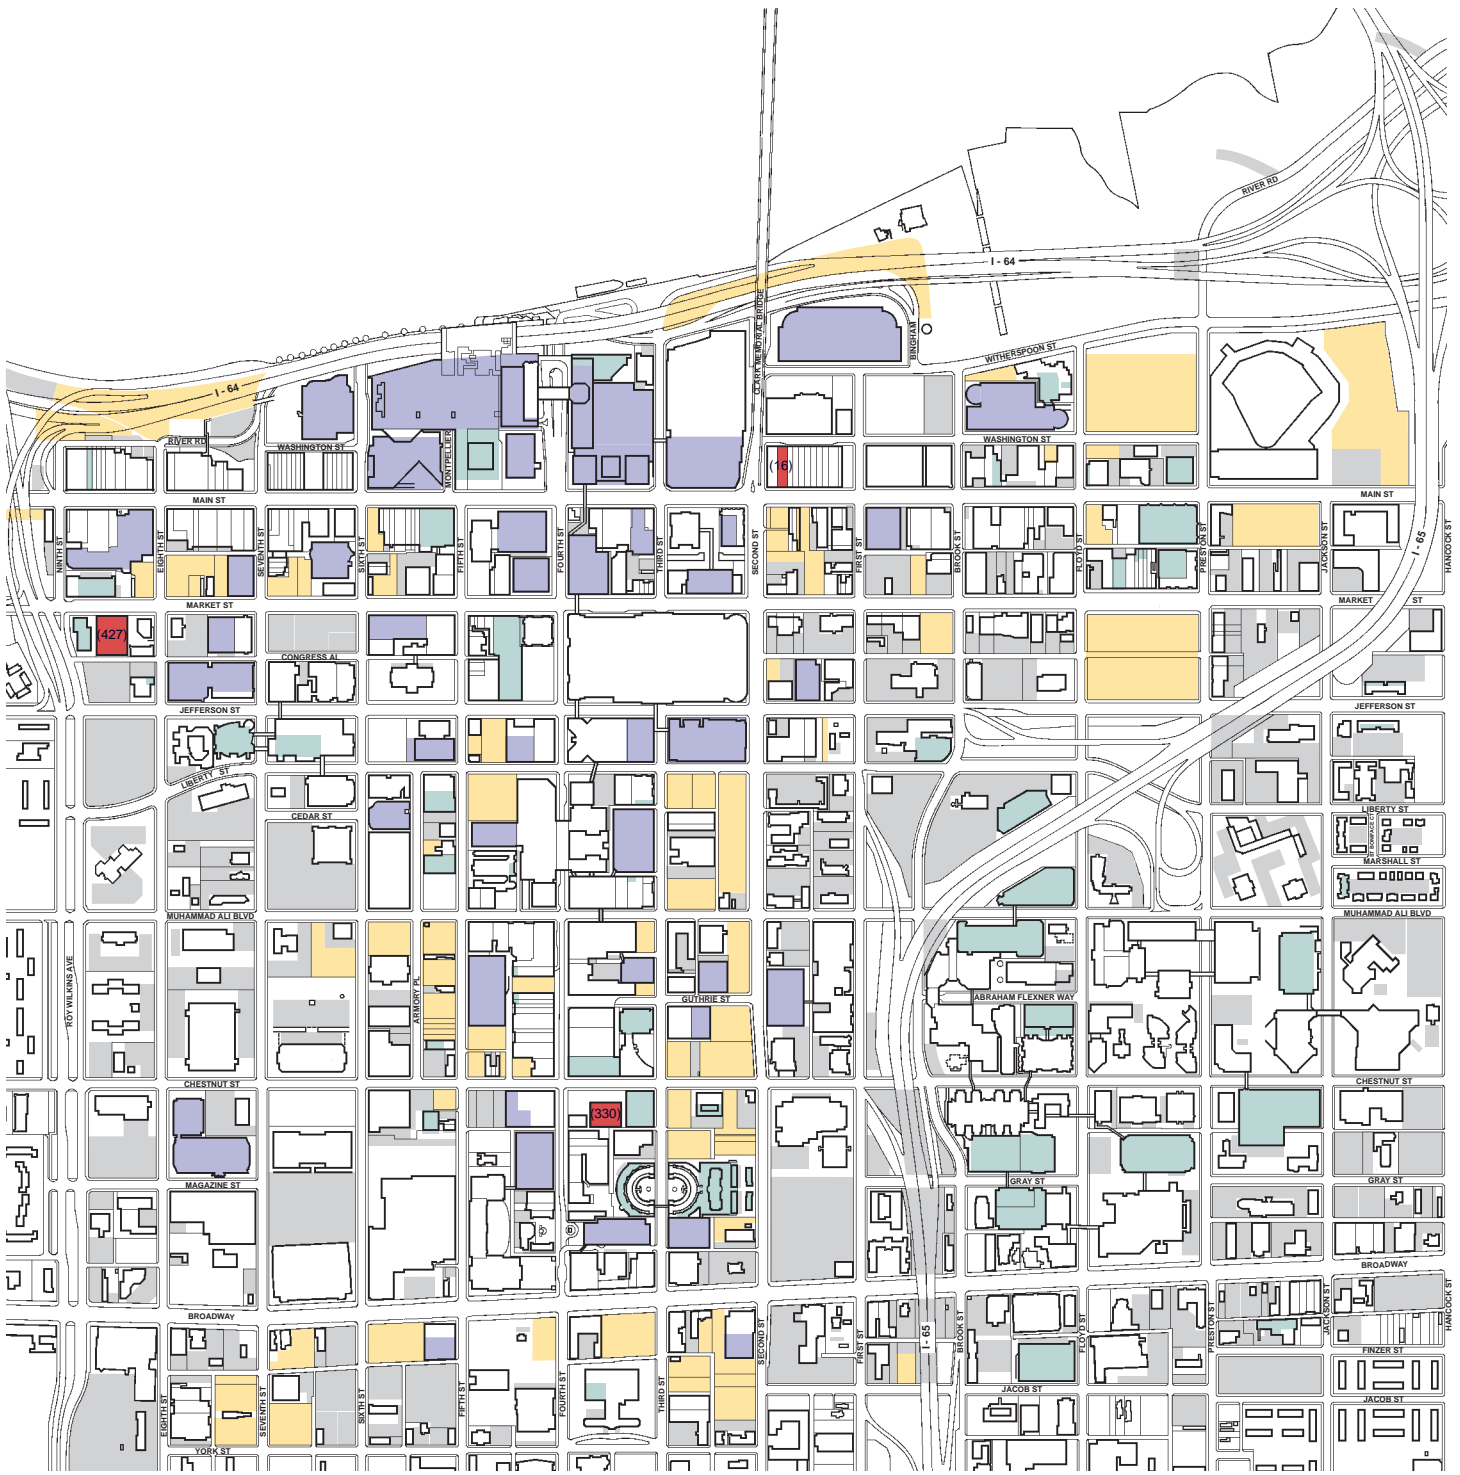 RIVER RD
I - 64
CLARK MEMORIAL BRIDGE
BINGHAM
WITHERSPOON ST
I - 64
RIVER RD
WASHINGTON ST
MONTPELIER
WASHINGTON ST
(16)
MAIN ST
MAIN ST
NINTH ST
EIGHTH ST
SEVENTH ST
SIXTH ST
FIFTH ST
FOURTH ST
THIRD ST
SECOND ST
FIRST ST
BROOK ST
FLOYD ST
PRESTON ST
JACKSON ST
I - 65
HANCOCK ST
MARKET ST
MARKET ST
(427)
CONGRESS AL
JEFFERSON ST
JEFFERSON ST
LIBERTY ST
LIBERTY ST
CEDAR ST
MARSHALL ST
MUHAMMAD ALI BLVD
MUHAMMAD ALI BLVD
ROY WILKINS AVE
ARMORY PL
GUTHRIE ST
ABRAHAM FLEXNER WAY
CHESTNUT ST
CHESTNUT ST
(330)
MAGAZINE ST
GRAY ST
GRAY ST
BROADWAY
BROADWAY
SECOND ST
FIRST ST
I - 65
BROOK ST
FLOYD ST
PRESTON ST
JACKSON ST
HANCOCK ST
FINZER ST
EIGHTH ST
SEVENTH ST
SIXTH ST
FIFTH ST
FOURTH ST
THIRD ST
JACOB ST
JACOB ST
YORK ST